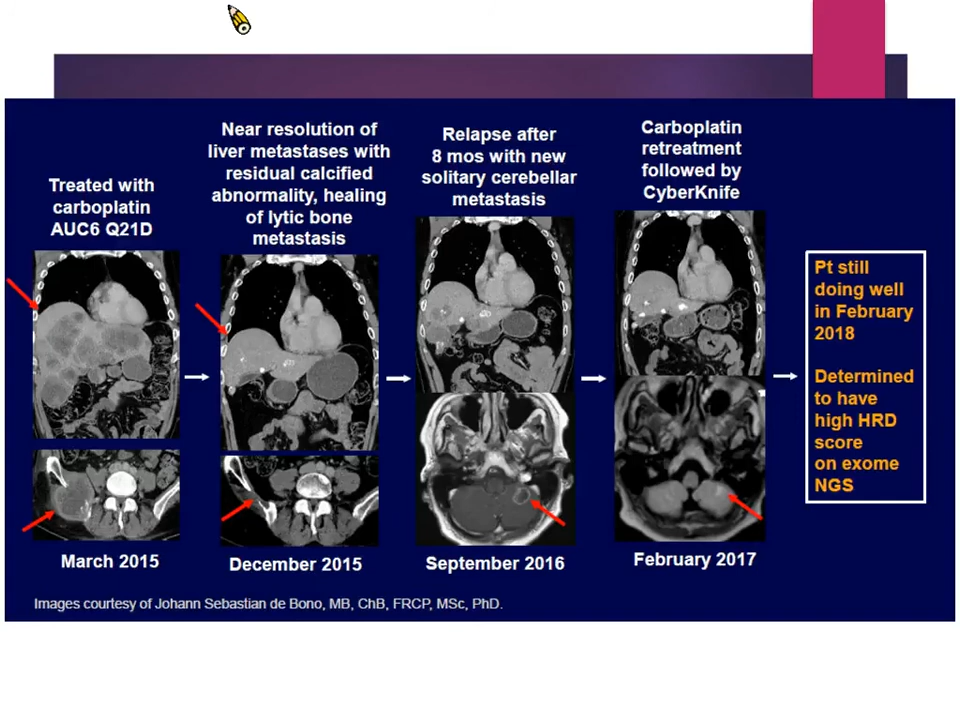 Treated with
carboplatin
AUC6 Q21D
Near resolution of
liver metastases with
residual calcified
abnormality, healing
of lytic bone
metastasis
Relapse after
8 mos with new
solitary cerebellar
metastasis
Carboplatin
retreatment
followed by
CyberKnife
Pt still
doing well
in February
2018
Determined
to have
high HRD
score
on exome
NGS
March 2015
December 2015
September 2016
February 2017
Images courtesy of Johann Sebastian de Bono, MB, ChB, FRCP, MSc, PhD.